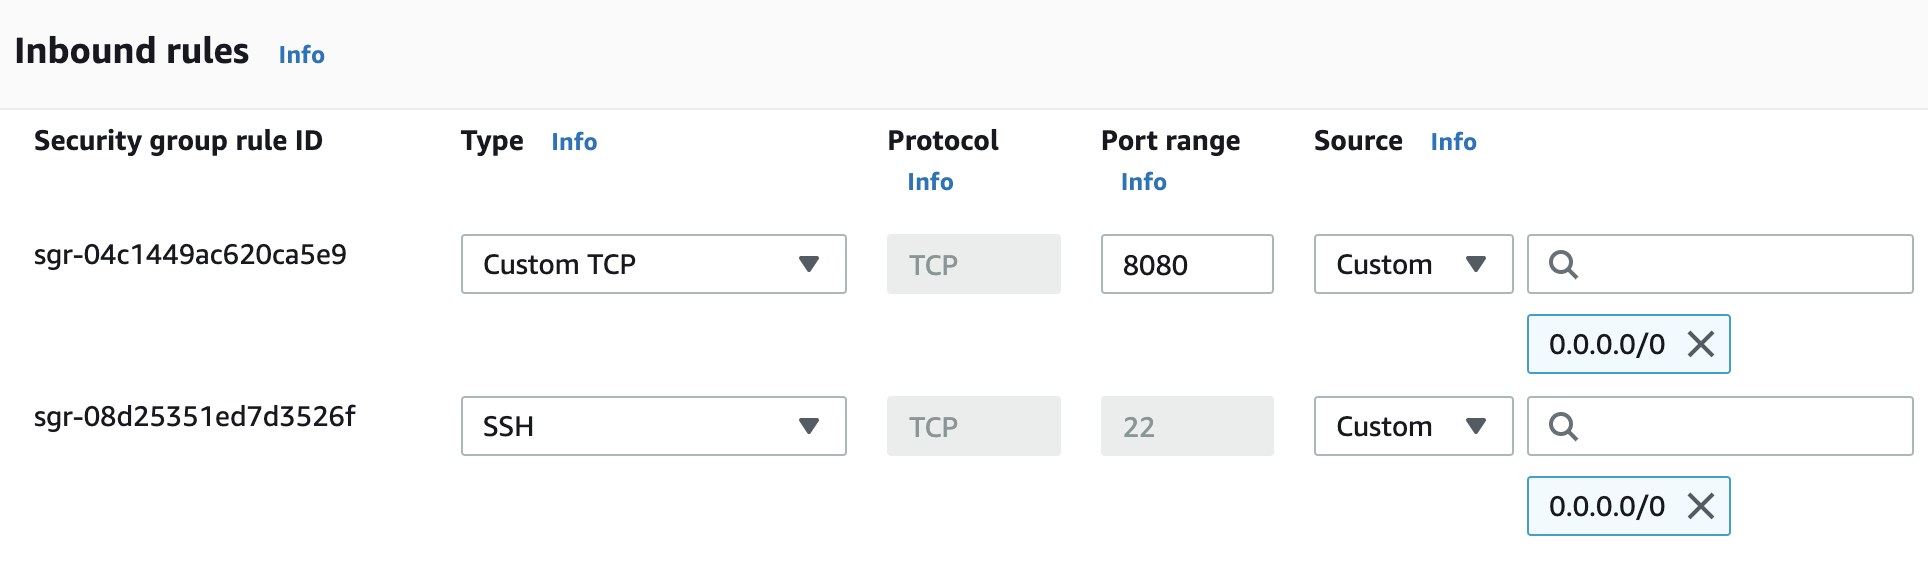 Inbound rules Info
Security group rule ID Type Info Protocol Info Port range Info Source Info
sgr-04c1449ac620ca5e9 Custom TCP TCP 8080 Custom
0.0.0.0/0
sgr-08d25351ed7d3526f SSH TCP 22 Custom
0.0.0.0/0